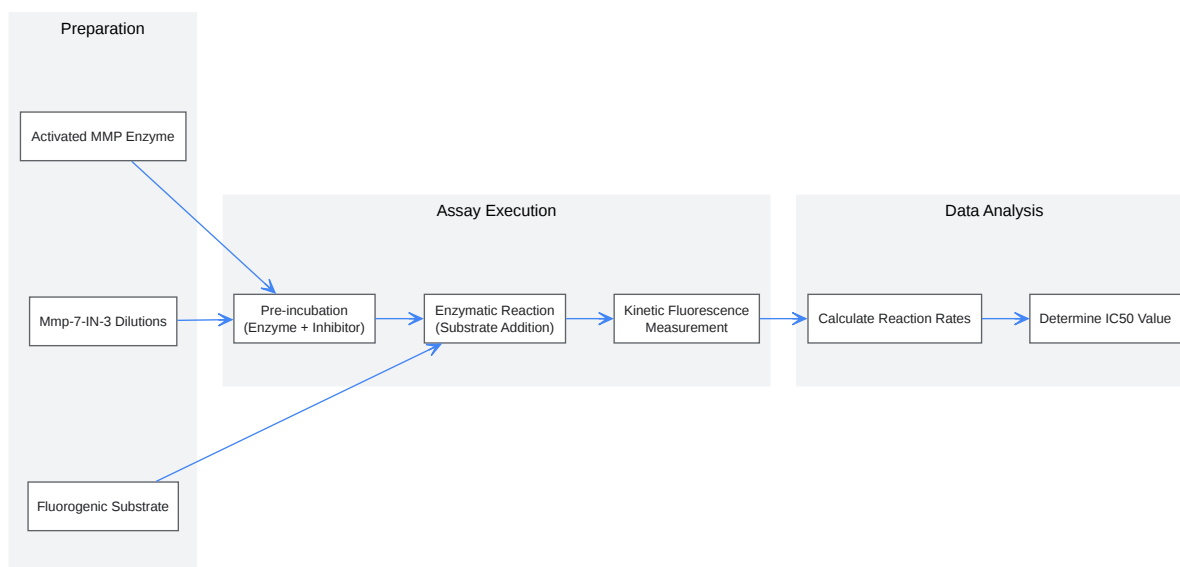 Preparation
Activated MMP Enzyme
Mmp-7-IN-3 Dilutions
Fluorogenic Substrate
Assay Execution
Pre-incubation
(Enzyme + Inhibitor)
Enzymatic Reaction
(Substrate Addition)
Kinetic Fluorescence
Measurement
Data Analysis
Calculate Reaction Rates
Determine IC50 Value